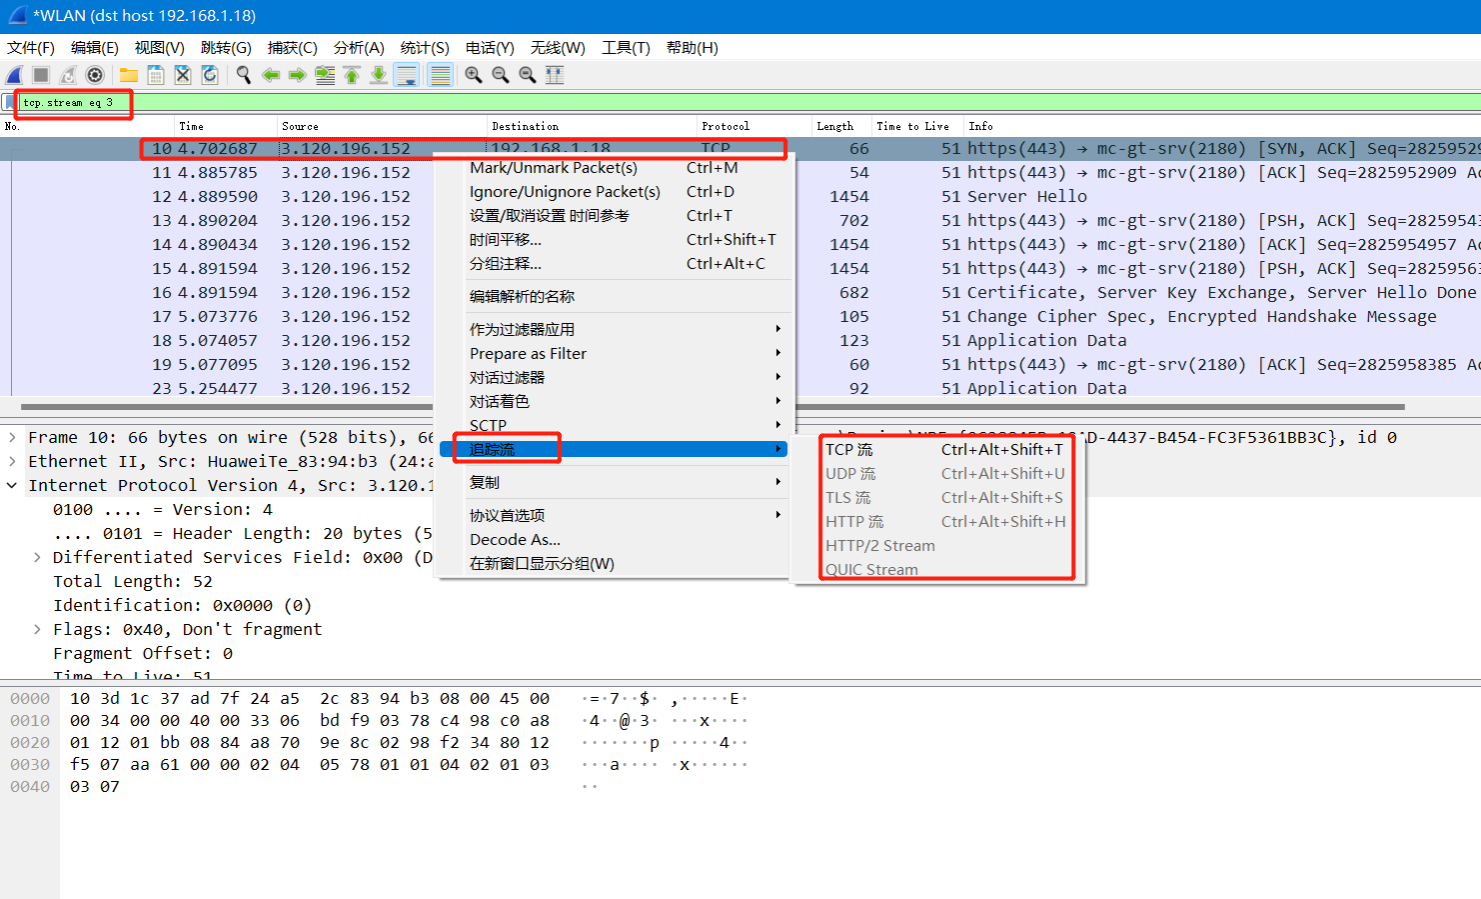 *WLAN (dst host 192.168.1.18)
文件(F) 编辑(E) 视图(V) 跳转(G) 捕获(C) 分析(A) 统计(S) 电话(Y) 无线(W) 工具(T) 帮助(H)
tcp.stream eq 3
No. Time Source Destination Protocol Length Time to Live Info
10 4.702687 3.120.196.152 192.168.1.18 TCP 66 51 https(443) → mc-gt-srv(2180) [SYN, ACK] Seq=28259529
11 4.885785 3.120.196.152 54 51 https(443) → mc-gt-srv(2180) [ACK] Seq=2825952909 Ac
12 4.889590 3.120.196.152 1454 51 Server Hello
13 4.890204 3.120.196.152 702 51 https(443) → mc-gt-srv(2180) [PSH, ACK] Seq=28259543
14 4.890434 3.120.196.152 1454 51 https(443) → mc-gt-srv(2180) [ACK] Seq=2825954957 Ac
15 4.891594 3.120.196.152 1454 51 https(443) → mc-gt-srv(2180) [PSH, ACK] Seq=28259563
16 4.891594 3.120.196.152 682 51 Certificate, Server Key Exchange, Server Hello Done
17 5.073776 3.120.196.152 105 51 Change Cipher Spec, Encrypted Handshake Message
18 5.074057 3.120.196.152 123 51 Application Data
19 5.077095 3.120.196.152 60 51 https(443) → mc-gt-srv(2180) [ACK] Seq=2825958385 Ac
23 5.254477 3.120.196.152 92 51 Application Data
Mark/Unmark Packet(s) Ctrl+M
Ignore/Unignore Packet(s) Ctrl+D
设置/取消设置 时间参考 Ctrl+T
时间平移... Ctrl+Shift+T
分组注释... Ctrl+Alt+C
编辑解析的名称
作为过滤器应用
Prepare as Filter
对话过滤器
对话着色
SCTP
追踪流
复制
协议首选项
Decode As...
在新窗口显示分组(W)
TCP 流 Ctrl+Alt+Shift+T
UDP 流 Ctrl+Alt+Shift+U
TLS 流 Ctrl+Alt+Shift+S
HTTP 流 Ctrl+Alt+Shift+H
HTTP/2 Stream
QUIC Stream
Frame 10: 66 bytes on wire (528 bits), 66 4437-B454-FC3F5361BB3C}, id 0
Ethernet II, Src: HuaweiTe_83:94:b3 (24:a
Internet Protocol Version 4, Src: 3.120.1
0100 .... = Version: 4
.... 0101 = Header Length: 20 bytes (5
Differentiated Services Field: 0x00 (D
Total Length: 52
Identification: 0x0000 (0)
Flags: 0x40, Don't fragment
Fragment Offset: 0
Time to Live: 51
0000 10 3d 1c 37 ad 7f 24 a5 2c 83 94 b3 08 00 45 00 ·=·7··$· ,·····E·
0010 00 34 00 00 40 00 33 06 bd f9 03 78 c4 98 c0 a8 ·4··@·3· ···x····
0020 01 12 01 bb 08 84 a8 70 9e 8c 02 98 f2 34 80 12 ·······p ·····4··
0030 f5 07 aa 61 00 00 02 04 05 78 01 01 04 02 01 03 ···a···· ·x······
0040 03 07 ··